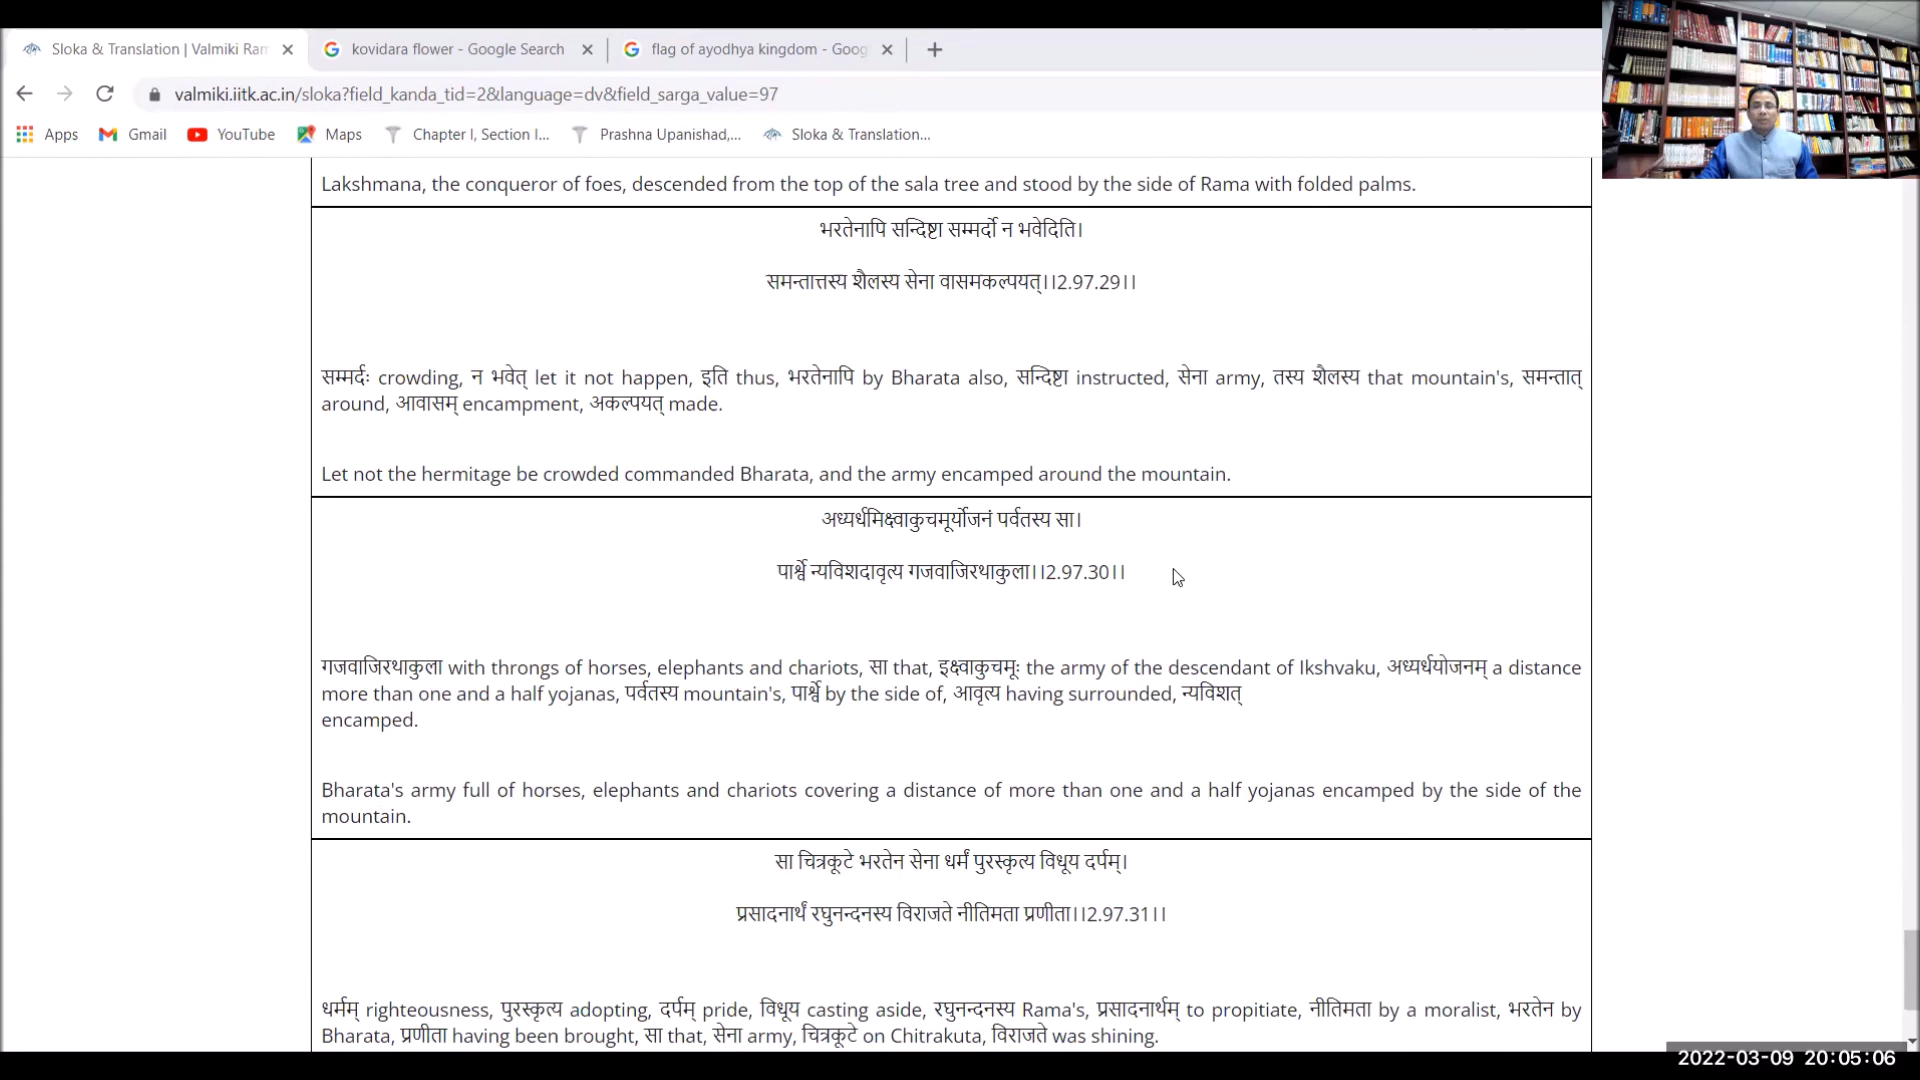 Sloka & Translation | Valmiki Ram
kovidara flower - Google Search
flag of ayodhya kingdom - Goog
valmiki.iitk.ac.in/sloka?field_kanda_tid=2&language=dv&field_sarga_value=97
Apps
Gmail
YouTube
Maps
Chapter I, Section I...
Prashna Upanishad,...
Sloka & Translation...
Lakshmana, the conqueror of foes, descended from the top of the sala tree and stood by the side of Rama with folded palms.
भरतेनापि सन्दिष्टा सम्मर्दो न भवेदिति।
समन्तात्तस्य शैलस्य सेना वासमकल्पयत्।।2.97.29।।
सम्मर्दः crowding, न भवेत् let it not happen, इति thus, भरतेनापि by Bharata also, सन्दिष्टा instructed, सेना army, तस्य शैलस्य that mountain's, समन्तात्
around, आवासम् encampment, अकल्पयत् made.
Let not the hermitage be crowded commanded Bharata, and the army encamped around the mountain.
अध्यर्धमिक्ष्वाकुचमूर्योजनं पर्वतस्य सा।
पार्श्वे न्यविशदावृत्य गजवाजिरथाकुला।।2.97.30।।
गजवाजिरथाकुला with throngs of horses, elephants and chariots, सा that, इक्ष्वाकुचमूः the army of the descendant of Ikshvaku, अध्यर्धयोजनम् a distance
more than one and a half yojanas, पर्वतस्य mountain's, पार्श्वे by the side of, आवृत्य having surrounded, न्यविशत्
encamped.
Bharata's army full of horses, elephants and chariots covering a distance of more than one and a half yojanas encamped by the side of the
mountain.
सा चित्रकूटे भरतेन सेना धर्मं पुरस्कृत्य विधूय दर्पम्।
प्रसादनार्थं रघुनन्दनस्य विराजते नीतिमता प्रणीता।।2.97.31।।
धर्मम् righteousness, पुरस्कृत्य adopting, दर्पम् pride, विधूय casting aside, रघुनन्दनस्य Rama's, प्रसादनार्थम् to propitiate, नीतिमता by a moralist, भरतेन by
Bharata, प्रणीता having been brought, सा that, सेना army, चित्रकूटे on Chitrakuta, विराजते was shining.
2022-03-09 20:05:06